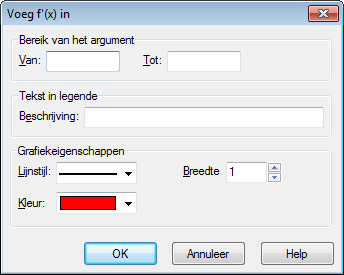 Voeg f'(x) in
Bereik van het argument
Van: Tot:
Tekst in legende
Beschrijving:
Grafiekeigenschappen
Lijnstijl: Breedte 1
Kleur:
OK Annuleer Help